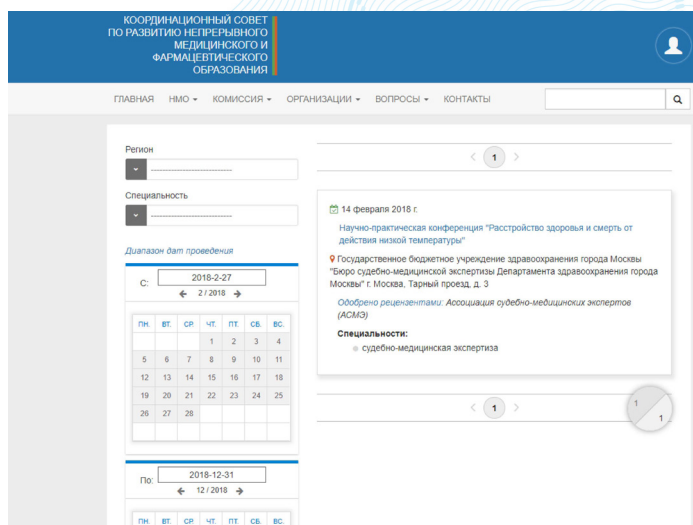 КООРДИНАЦИОННЫЙ СОВЕТ
ПО РАЗВИТИЮ НЕПРЕРЫВНОГО
МЕДИЦИНСКОГО И
ФАРМАЦЕВТИЧЕСКОГО
ОБРАЗОВАНИЯ
ГЛАВНАЯ НМО КОМИССИЯ ОРГАНИЗАЦИИ ВОПРОСЫ КОНТАКТЫ
Регион
------------------------
Специальность
------------------------
Диапазон дат проведения
С: 2018-2-27
2 / 2018
ПН. ВТ. СР. ЧТ. ПТ. СБ. ВС.
1 2 3 4
5 6 7 8 9 10 11
12 13 14 15 16 17 18
19 20 21 22 23 24 25
26 27 28
По: 2018-12-31
12 / 2018
ПН. ВТ. СР. ЧТ. ПТ. СБ. ВС.
< 1 >
14 февраля 2018 г.
Научно-практическая конференция "Расстройство здоровья и смерть от
действия низкой температуры"
Государственное бюджетное учреждение здравоохранения города Москвы
"Бюро судебно-медицинской экспертизы Департамента здравоохранения города
Москвы" г. Москва, Тарный проезд, д. 3
Одобрено рецензентами: Ассоциация судебно-медицинских экспертов
(АСМЭ)
Специальности:
судебно-медицинская экспертиза
< 1 >
1
1